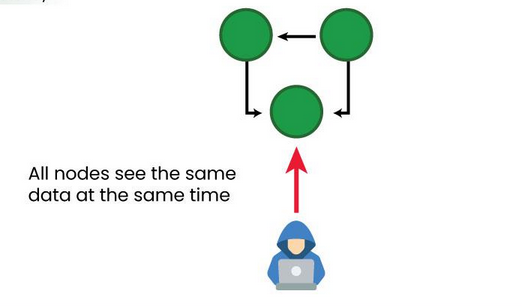 All nodes see the same
data at the same time